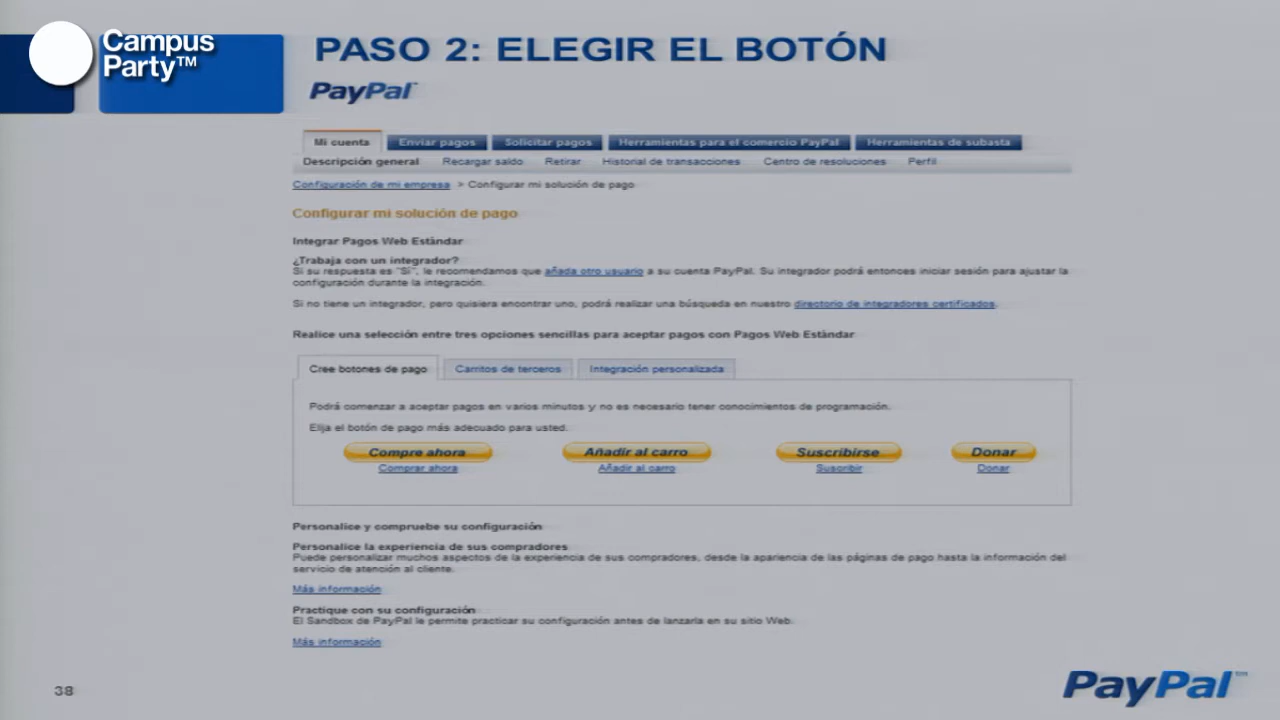 Campus
Party™
PASO 2: ELEGIR EL BOTÓN
PayPal™
Mi cuenta Enviar pagos Solicitar pagos Herramientas para el comercio PayPal Herramientas de subasta
Descripción general Recargar saldo Retirar Historial de transacciones Centro de resoluciones Perfil
Configuración de mi empresa > Configurar mi solución de pago
Configurar mi solución de pago
Integrar Pagos Web Estándar
¿Trabaja con un integrador?
Si su respuesta es "Sí", le recomendamos que añada otro usuario a su cuenta PayPal. Su integrador podrá entonces iniciar sesión para ajustar la
configuración durante la integración.
Si no tiene un integrador, pero quisiera encontrar uno, podrá realizar una búsqueda en nuestro directorio de integradores certificados.
Realice una selección entre tres opciones sencillas para aceptar pagos con Pagos Web Estándar
Cree botones de pago Carritos de terceros Integración personalizada
Podrá comenzar a aceptar pagos en varios minutos y no es necesario tener conocimientos de programación.
Elija el botón de pago más adecuado para usted.
Compre ahora Añadir al carro Suscribirse Donar
Comprar ahora Añadir al carro Suscribir Donar
Personalice y compruebe su configuración
Personalice la experiencia de sus compradores
Puede personalizar muchos aspectos de la experiencia de sus compradores, desde la apariencia de las páginas de pago hasta la información del
servicio de atención al cliente.
Más información
Practique con su configuración
El Sandbox de PayPal le permite practicar su configuración antes de lanzarla en su sitio Web.
Más información
38
PayPal™